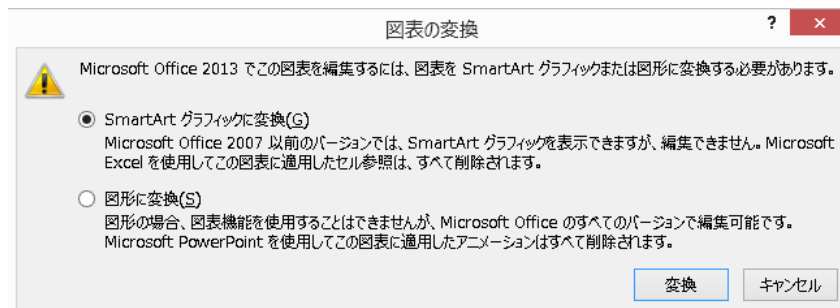 図表の変換
?
×
Microsoft Office 2013 でこの図表を編集するには、図表を SmartArt グラフィックまたは図形に変換する必要があります。
SmartArt グラフィックに変換(G)
Microsoft Office 2007 以前のバージョンでは、SmartArt グラフィックを表示できますが、編集できません。Microsoft
Excel を使用してこの図表に適用したセル参照は、すべて削除されます。
図形に変換(S)
図形の場合、図表機能を使用することはできませんが、Microsoft Office のすべてのバージョンで編集可能です。
Microsoft PowerPoint を使用してこの図表に適用したアニメーションはすべて削除されます。
変換
キャンセル